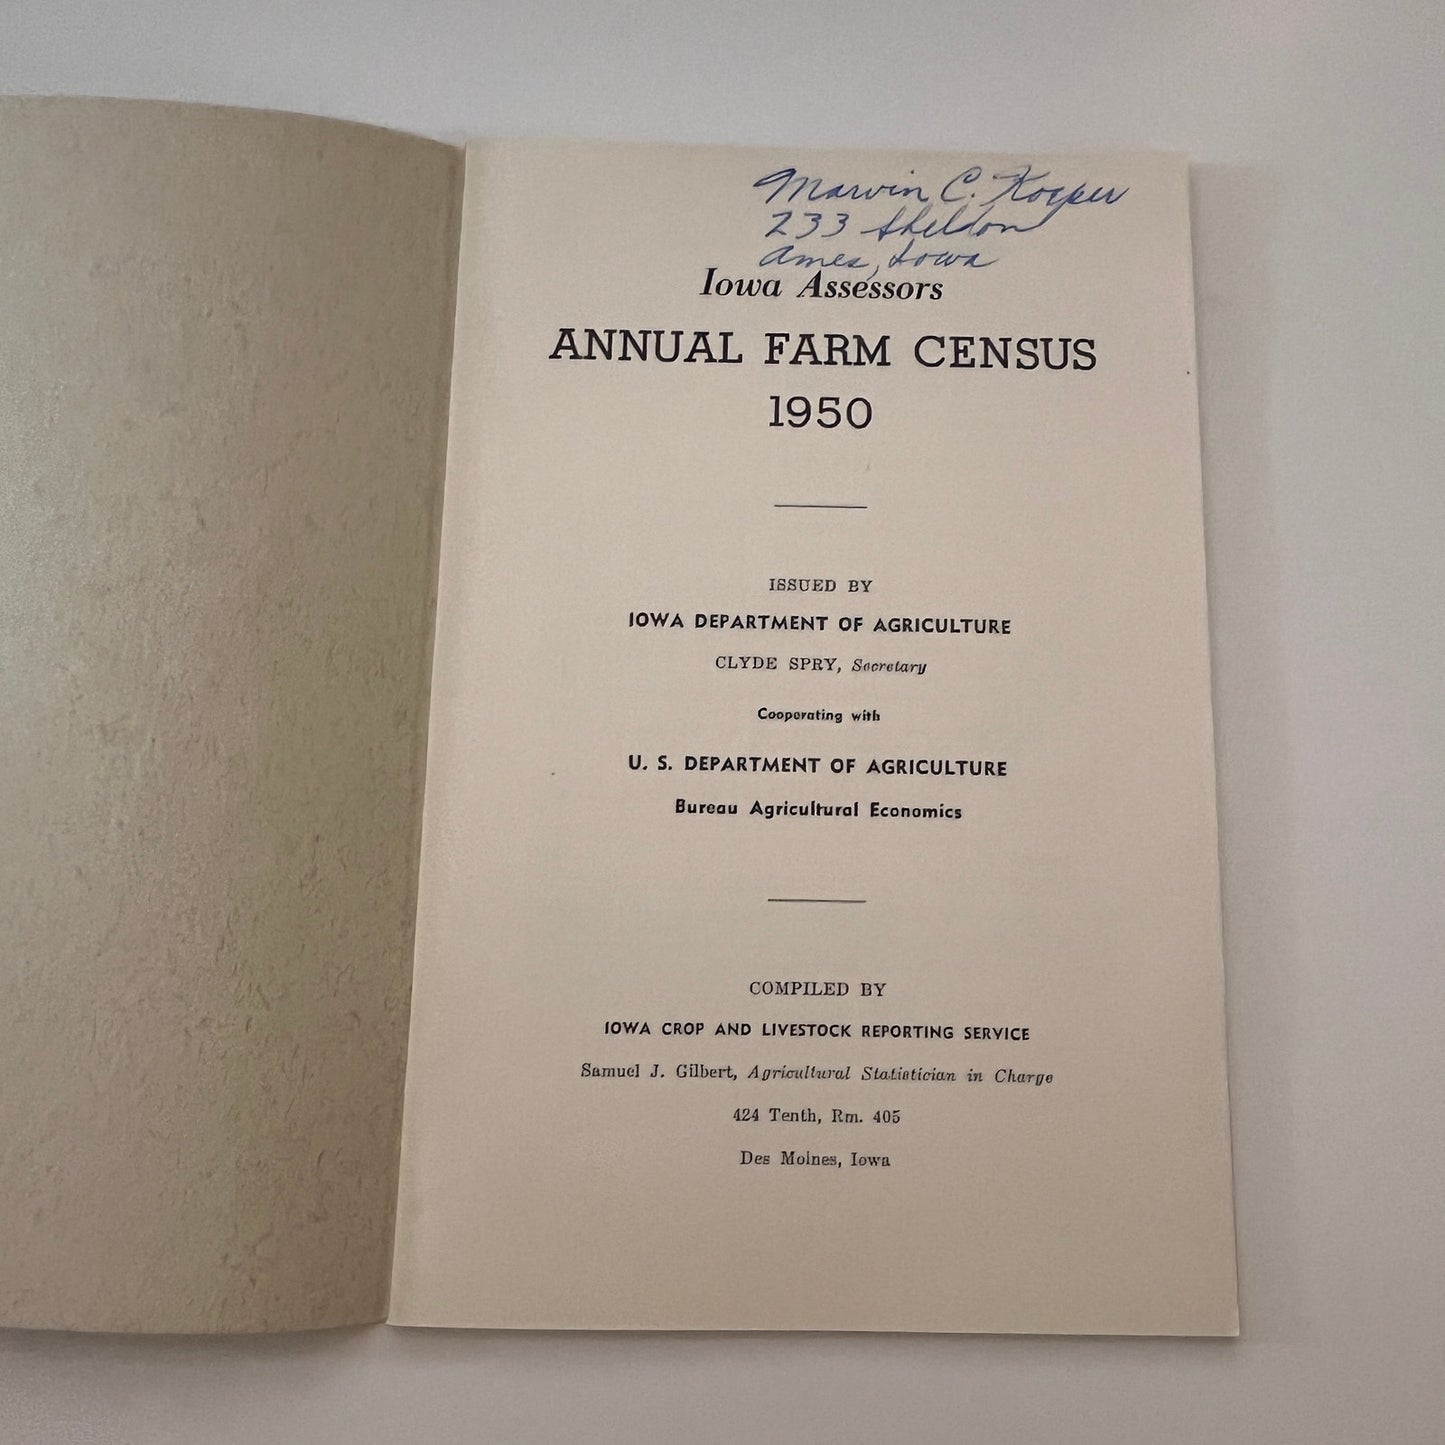 Marvin C. Kosper
233 Sheldon
Ames, Iowa
Iowa Assessors
ANNUAL FARM CENSUS
1950
ISSUED BY
IOWA DEPARTMENT OF AGRICULTURE
CLYDE SPRY, Secretary
Cooperating with
U. S. DEPARTMENT OF AGRICULTURE
Bureau Agricultural Economics
COMPILED BY
IOWA CROP AND LIVESTOCK REPORTING SERVICE
Samuel J. Gilbert, Agricultural Statistician in Charge
424 Tenth, Rm. 405
Des Moines, Iowa